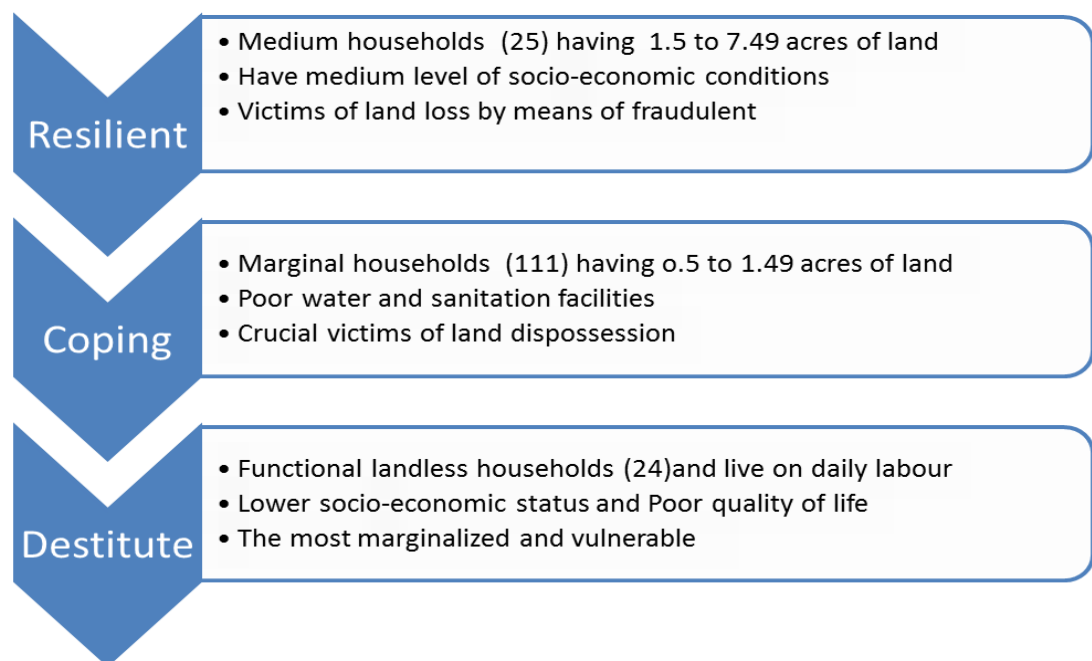 Resilient
• Medium households  (25) having  1.5 to 7.49 acres of land
• Have medium level of socio-economic conditions
• Victims of land loss by means of fraudulent
Coping
• Marginal households  (111) having o.5 to 1.49 acres of land
• Poor water and sanitation facilities
• Crucial victims of land dispossession
Destitute
• Functional landless households (24)and live on daily labour
• Lower socio-economic status and Poor quality of life
• The most marginalized and vulnerable